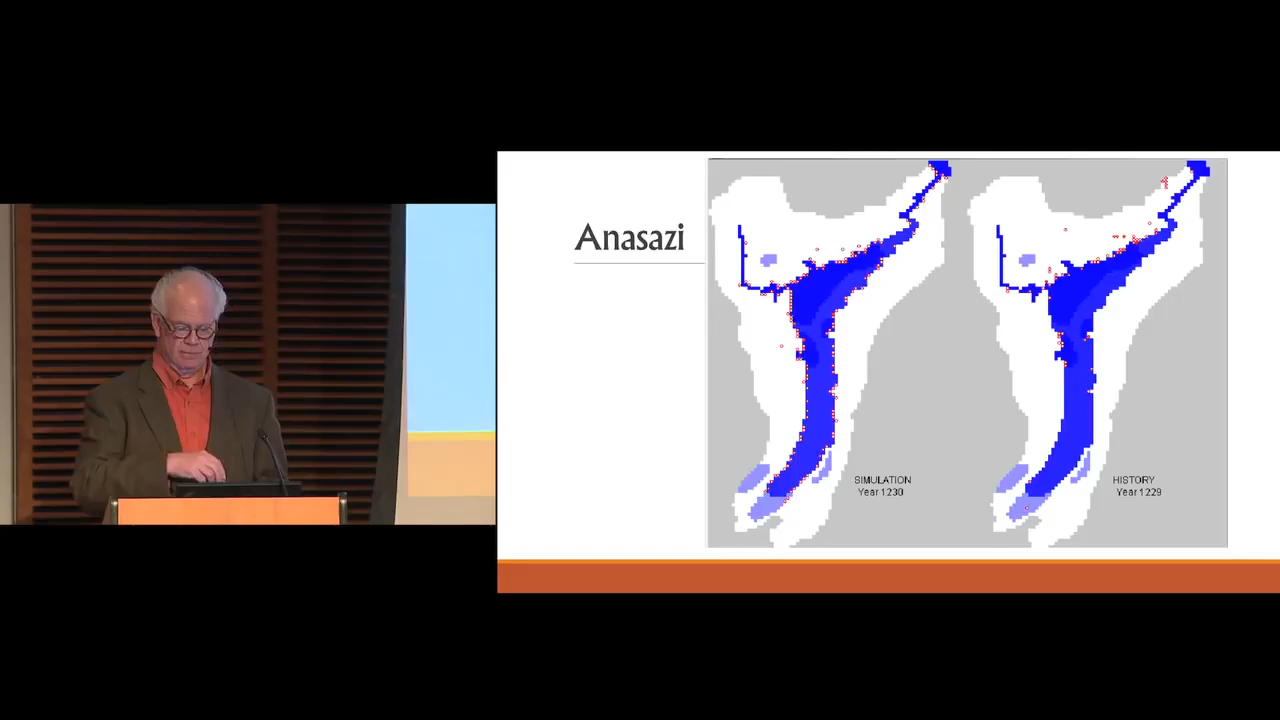 Anasazi
SIMULATION
Year 1230
HISTORY
Year 1229